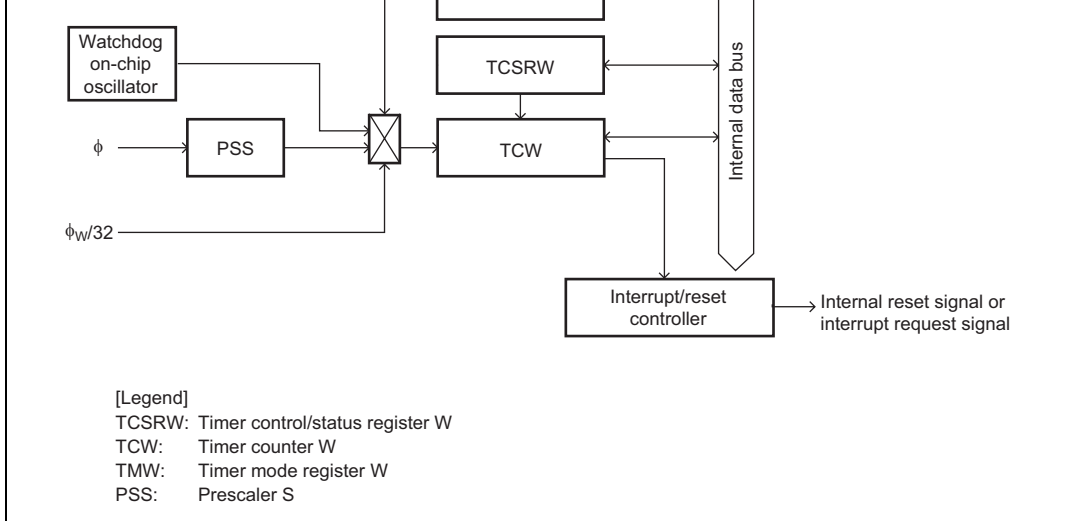 Watchdog
on-chip
oscillator
TCSRW
Internal data bus
ϕ
PSS
TCW
ϕW/32
Interrupt/reset
controller
Internal reset signal or
interrupt request signal
[Legend]
TCSRW: Timer control/status register W
TCW: Timer counter W
TMW: Timer mode register W
PSS: Prescaler S